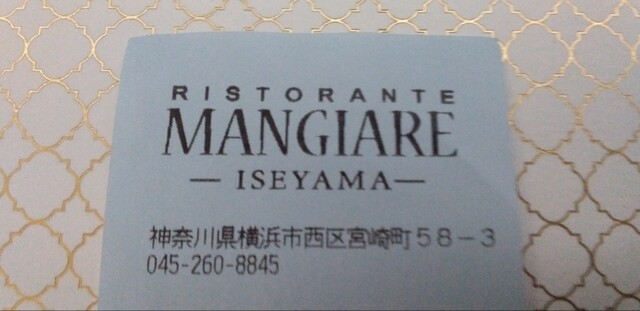 RISTORANTE
MANGIARE
— ISEYAMA —
神奈川県横浜市西区宮崎町５８－３
045-260-8845